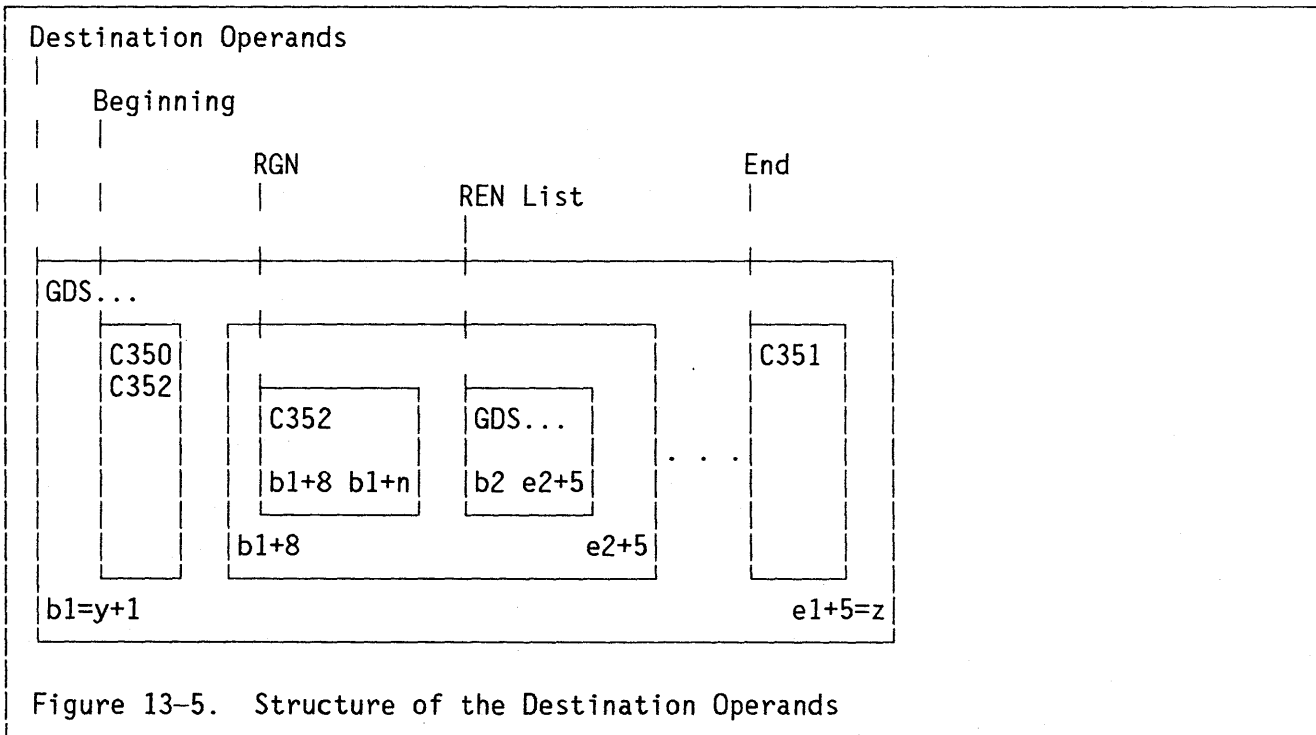 Destination Operands
Beginning
RGN
End
REN List
GDS...
C350
C352
C351
C352
GDS...
b1+8 b1+n
b2 e2+5
. . .
b1+8
e2+5
b1=y+1
e1+5=z
Figure 13–5. Structure of the Destination Operands